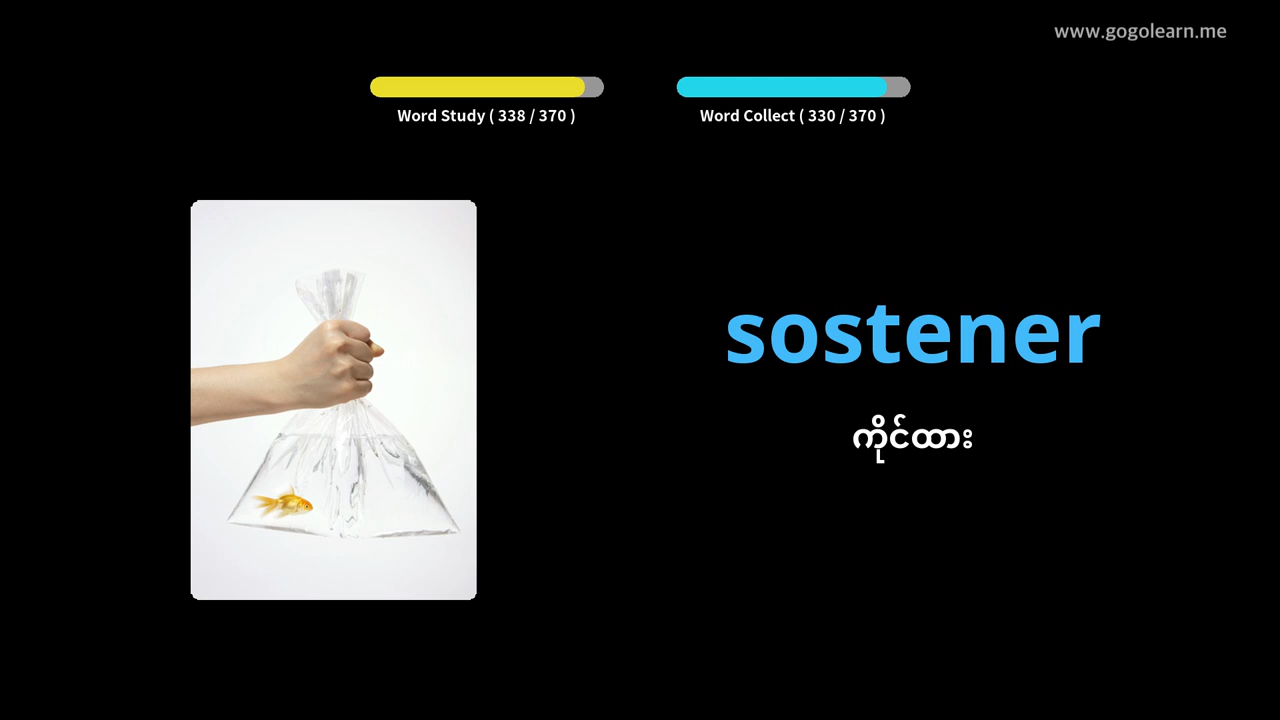 www.gogolearn.me
Word Study ( 338 / 370 )
Word Collect ( 330 / 370 )
sostener
ကိုင်ထား